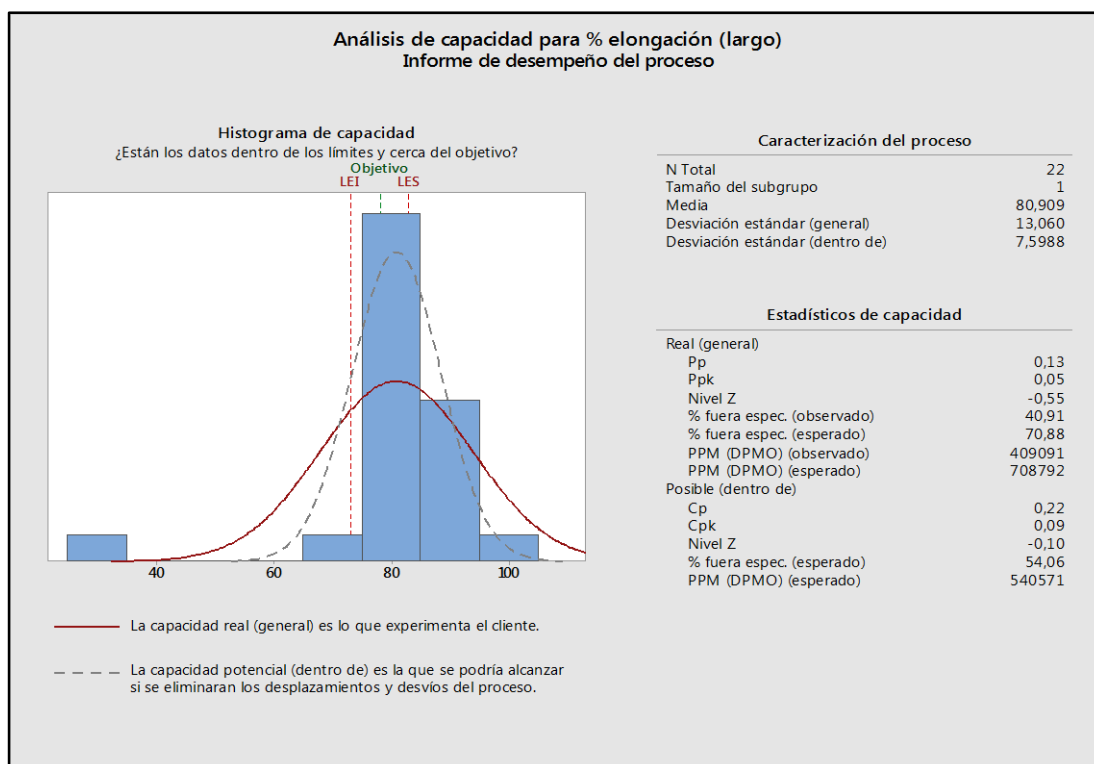 Análisis de capacidad para % elongación (largo)
Informe de desempeño del proceso
Histograma de capacidad
¿Están los datos dentro de los límites y cerca del objetivo?
Objetivo
LEI LES
40 60 80 100
La capacidad real (general) es lo que experimenta el cliente.
La capacidad potencial (dentro de) es la que se podría alcanzar
si se eliminaran los desplazamientos y desvíos del proceso.
Caracterización del proceso
N Total 22
Tamaño del subgrupo 1
Media 80,909
Desviación estándar (general) 13,060
Desviación estándar (dentro de) 7,5988
Estadísticos de capacidad
Real (general)
Pp 0,13
Ppk 0,05
Nivel Z -0,55
% fuera espec. (observado) 40,91
% fuera espec. (esperado) 70,88
PPM (DPMO) (observado) 409091
PPM (DPMO) (esperado) 708792
Posible (dentro de)
Cp 0,22
Cpk 0,09
Nivel Z -0,10
% fuera espec. (esperado) 54,06
PPM (DPMO) (esperado) 540571